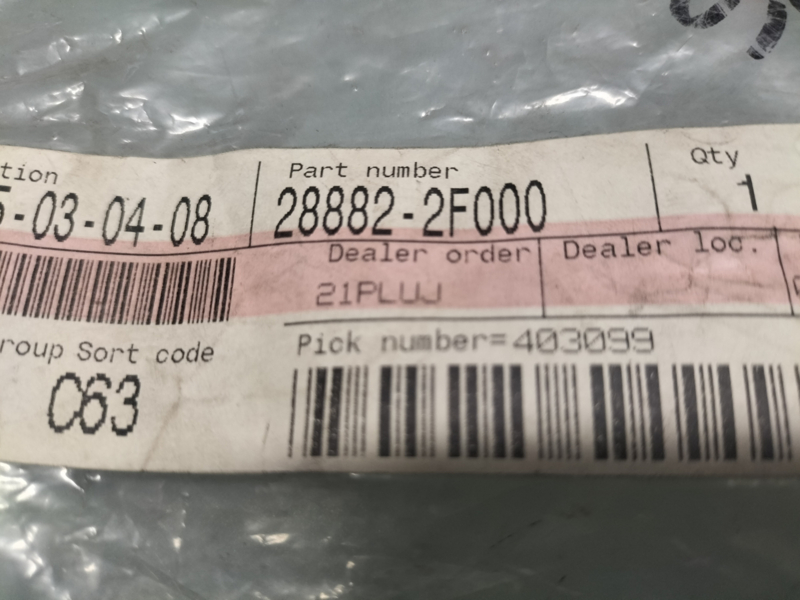 tion
Part number
Qty
-03-04-08
28882-2F000
1
Dealer order
Dealer loc.
21PLUJ
roup Sort code
Pick number=403099
C63